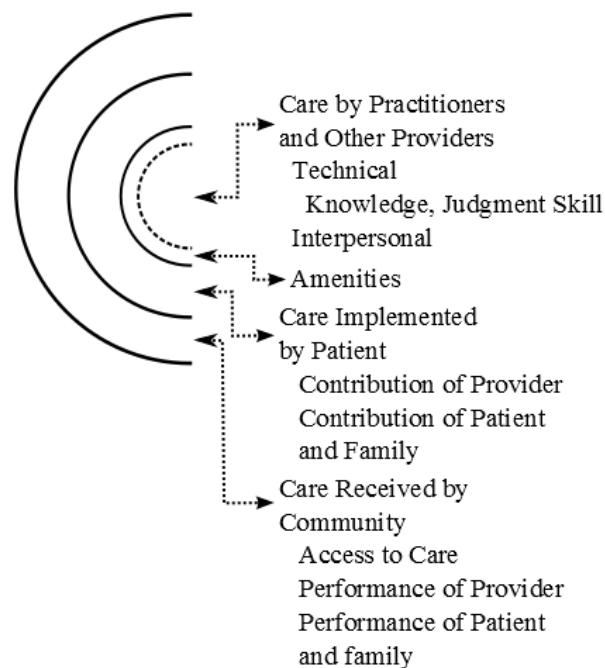 Care by Practitioners
and Other Providers
Technical
Knowledge, Judgment Skill
Interpersonal
Amenities
Care Implemented
by Patient
Contribution of Provider
Contribution of Patient
and Family
Care Received by
Community
Access to Care
Performance of Provider
Performance of Patient
and family